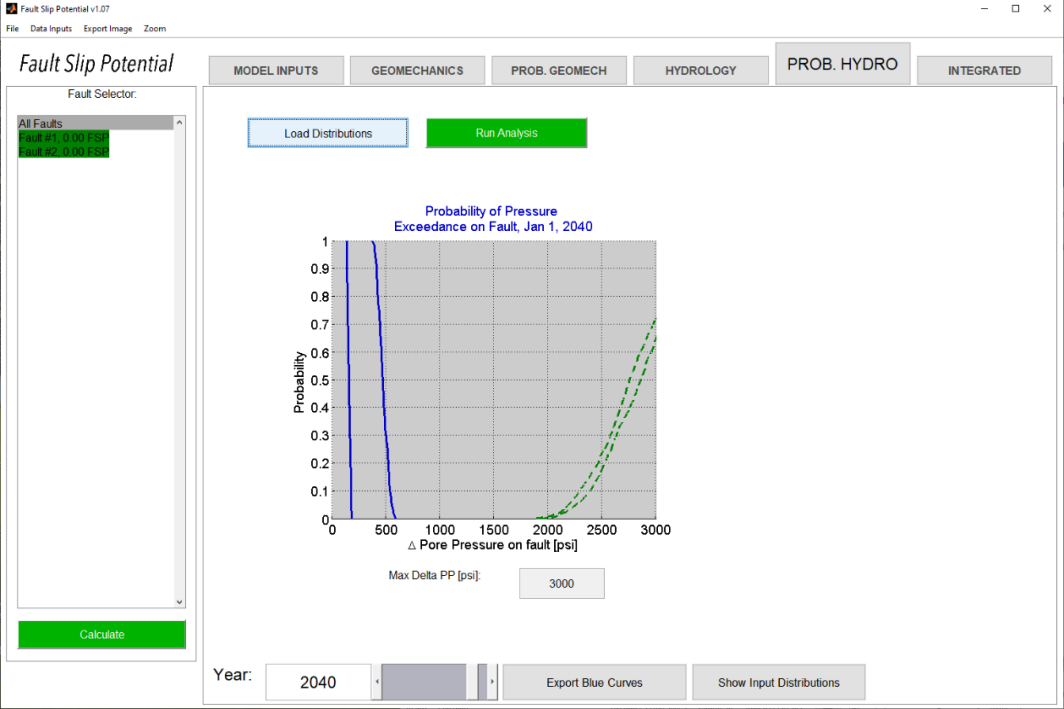 Fault Slip Potential v1.07
File Data Inputs Export Image Zoom
Fault Slip Potential
MODEL INPUTS GEOMECHANICS PROB. GEOMECH HYDROLOGY PROB. HYDRO INTEGRATED
Fault Selector:
All Faults
Fault #1, 0.00 FSP
Fault #2, 0.00 FSP
Calculate
Load Distributions Run Analysis
Probability of Pressure
Exceedance on Fault, Jan 1, 2040
1
0.9
0.8
0.7
0.6
0.5
0.4
0.3
0.2
0.1
0
Probability
0 500 1000 1500 2000 2500 3000
Δ Pore Pressure on fault [psi]
Max Delta PP [psi]: 3000
Year: 2040 Export Blue Curves Show Input Distributions